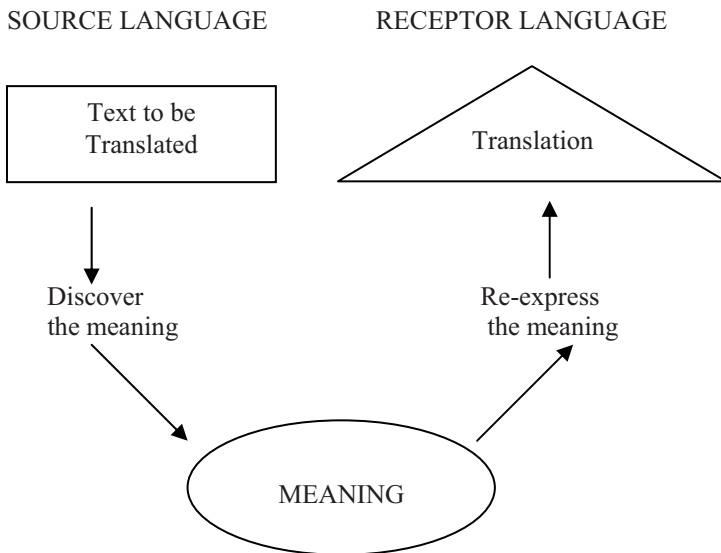 SOURCE LANGUAGE
RECEPTOR LANGUAGE
Text to be
Translated
Translation
Discover
the meaning
Re-express
the meaning
MEANING